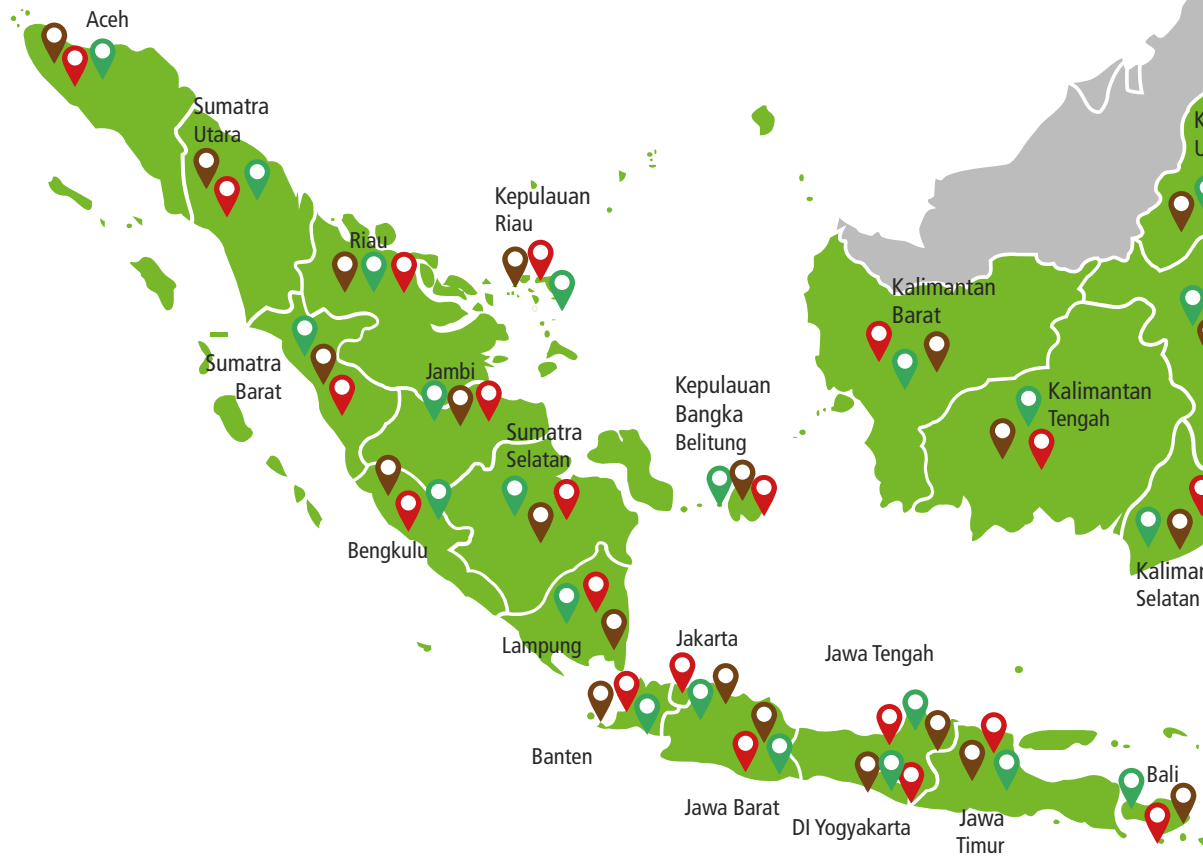 Aceh
Sumatra
Utara
Kepulauan
Riau
Riau
Kalimantan
Barat
Sumatra
Barat
Jambi
Kepulauan
Bangka
Belitung
Kalimantan
Tengah
Sumatra
Selatan
Bengkulu
Selatan
Lampung
Jakarta
Jawa Tengah
Banten
Bali
Jawa Barat
DI Yogyakarta
Jawa
Timur